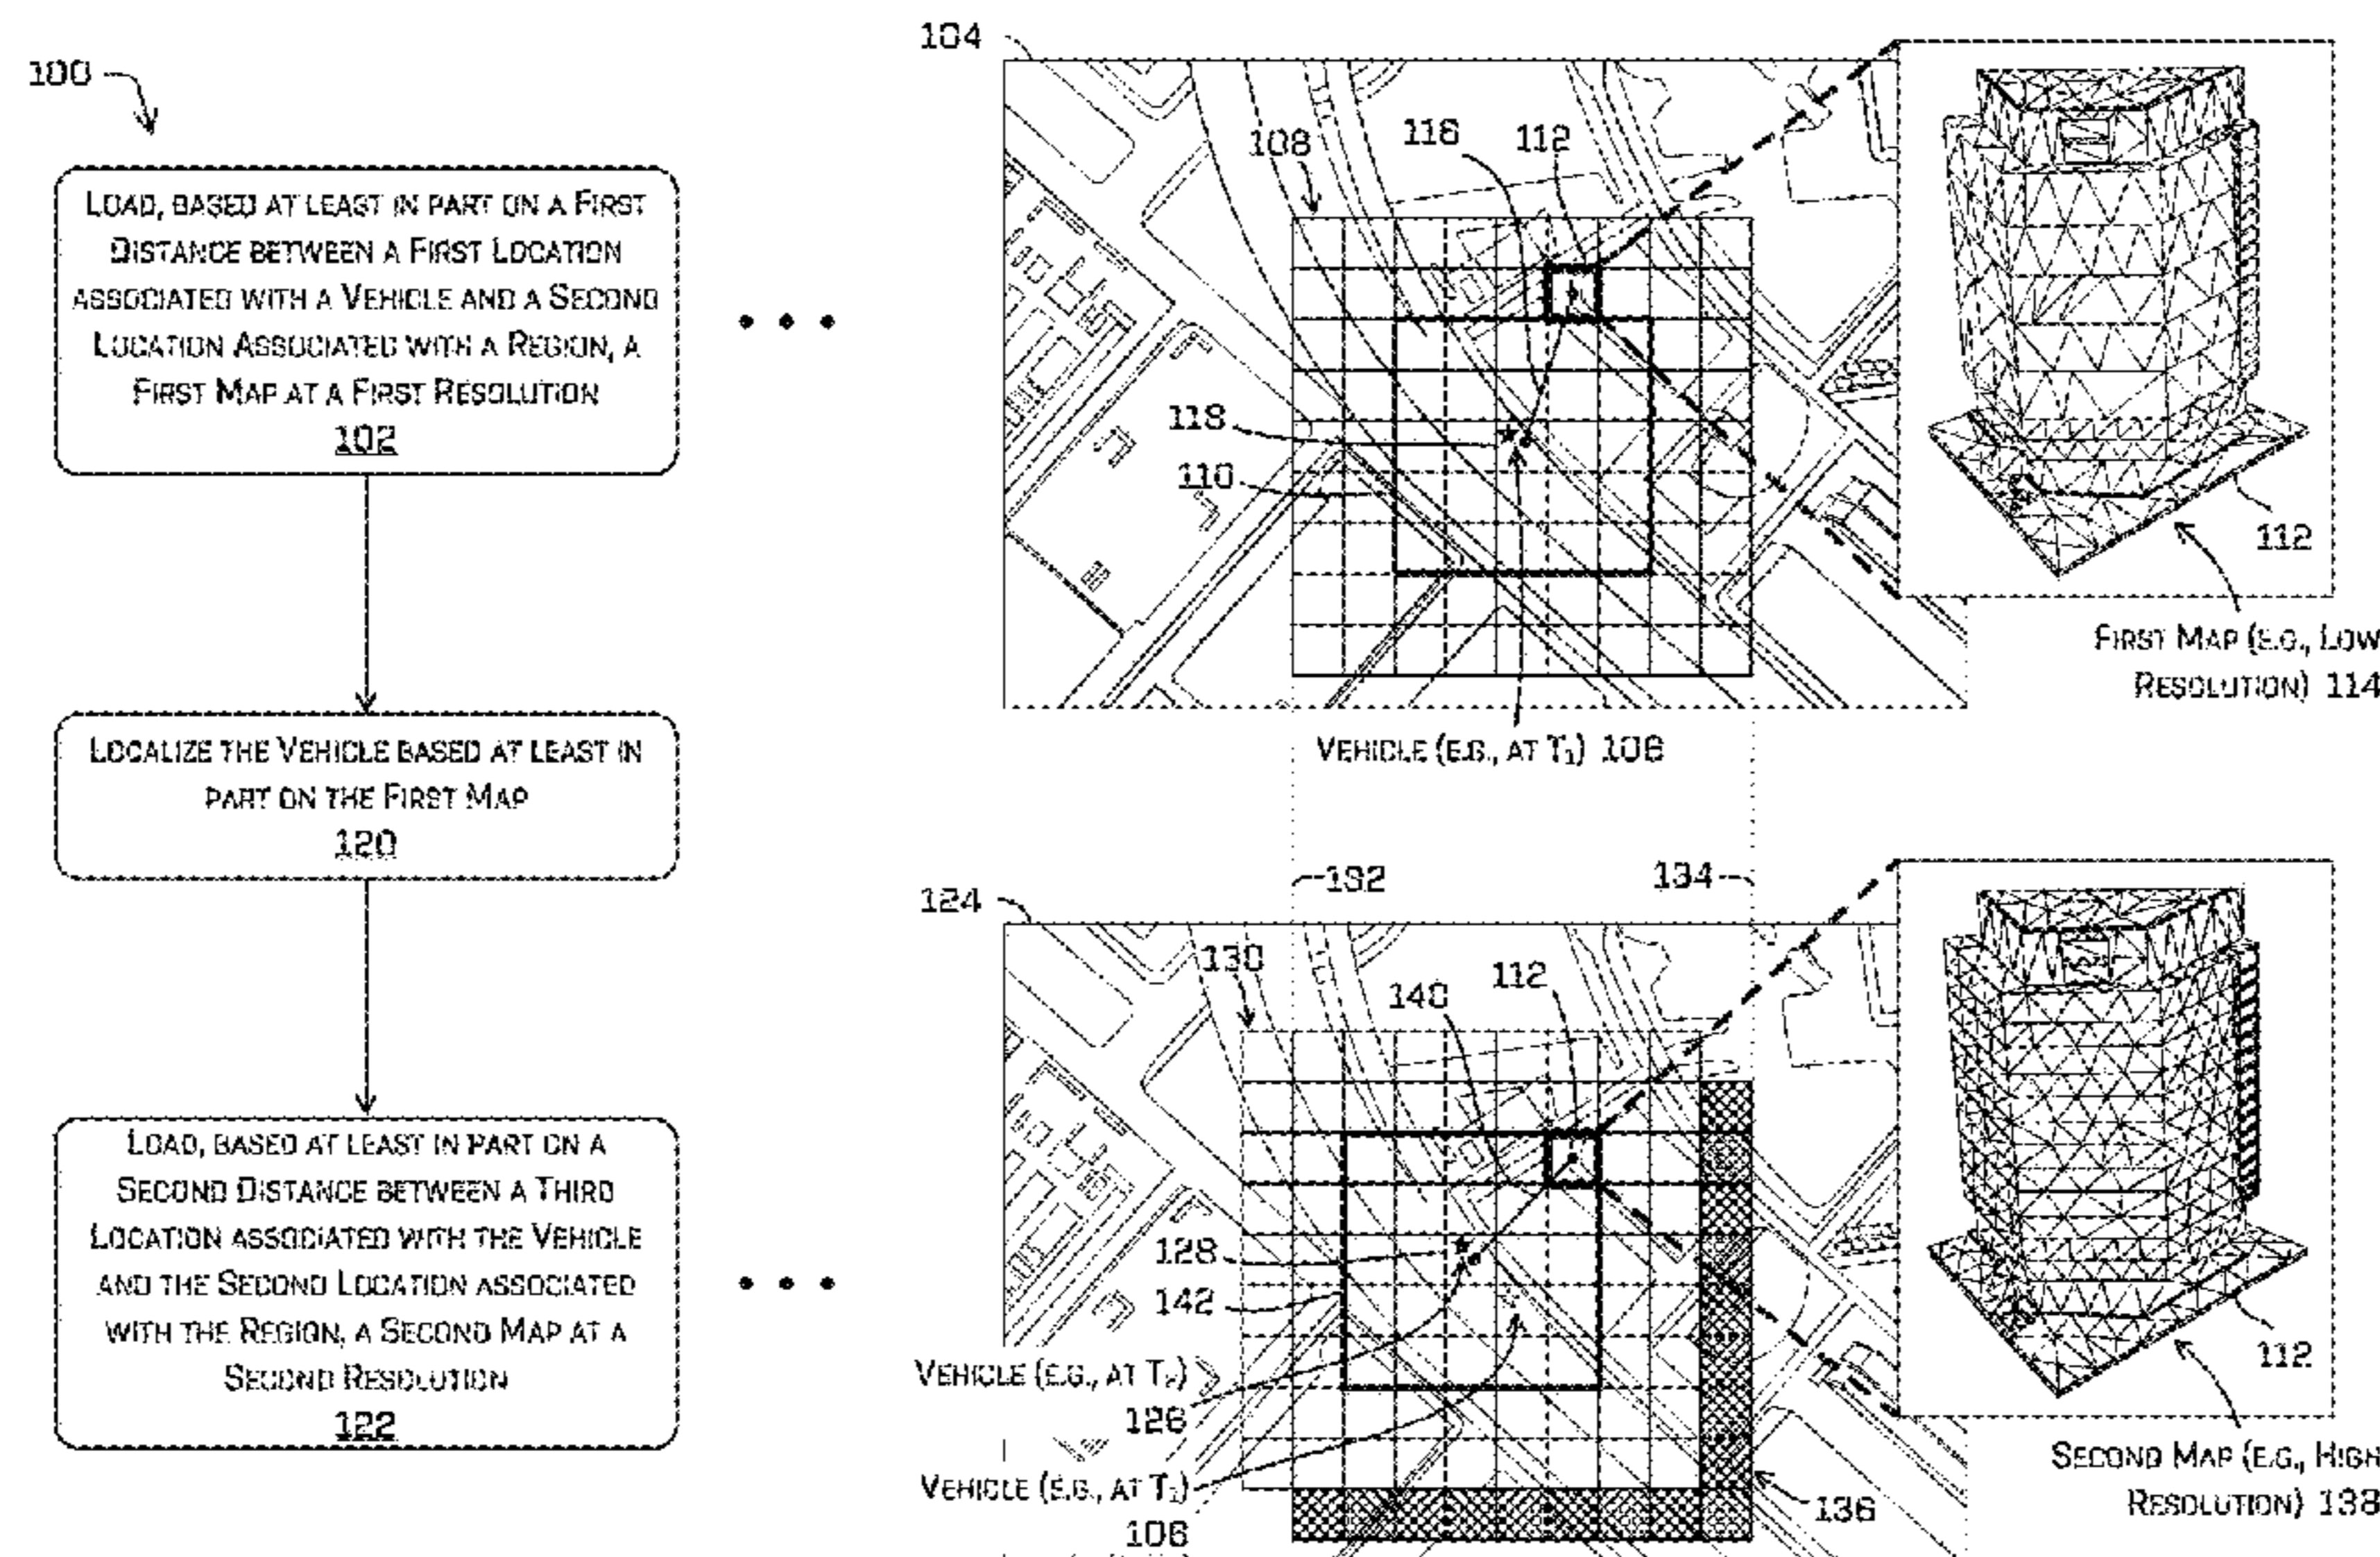 100
LOAD, BASED AT LEAST IN PART ON A FIRST
DISTANCE BETWEEN A FIRST LOCATION
ASSOCIATED WITH A VEHICLE AND A SECOND
LOCATION ASSOCIATED WITH A REGION, A
FIRST MAP AT A FIRST RESOLUTION
102
LOCALIZE THE VEHICLE BASED AT LEAST IN
PART ON THE FIRST MAP
120
LOAD, BASED AT LEAST IN PART ON A
SECOND DISTANCE BETWEEN A THIRD
LOCATION ASSOCIATED WITH THE VEHICLE
AND THE SECOND LOCATION ASSOCIATED
WITH THE REGION, A SECOND MAP AT A
SECOND RESOLUTION
122
104
108
116
112
118
110
112
FIRST MAP (E.G., LOW
RESOLUTION) 114
VEHICLE (E.G., AT T1) 106
132
134
124
130
140
112
128
142
VEHICLE (E.G., AT T2)
126
VEHICLE (E.G., AT T1)
106
136
112
SECOND MAP (E.G., HIGH
RESOLUTION) 138